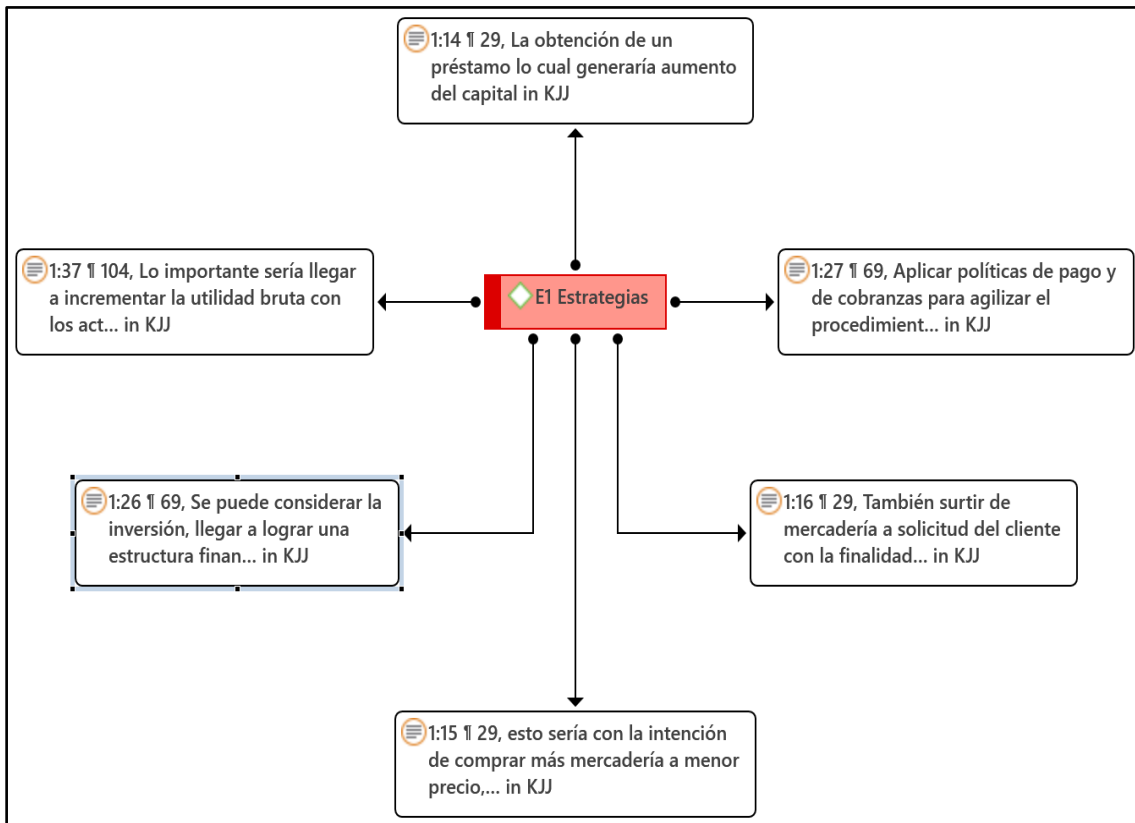 1:14 ¶ 29, La obtención de un
préstamo lo cual generaría aumento
del capital in KJJ
1:37 ¶ 104, Lo importante sería llegar
a incrementar la utilidad bruta con
los act... in KJJ
E1 Estrategias
1:27 ¶ 69, Aplicar políticas de pago y
de cobranzas para agilizar el
procedimient... in KJJ
1:26 ¶ 69, Se puede considerar la
inversión, llegar a lograr una
estructura finan... in KJJ
1:16 ¶ 29, También surtir de
mercadería a solicitud del cliente
con la finalidad... in KJJ
1:15 ¶ 29, esto sería con la intención
de comprar más mercadería a menor
precio,... in KJJ